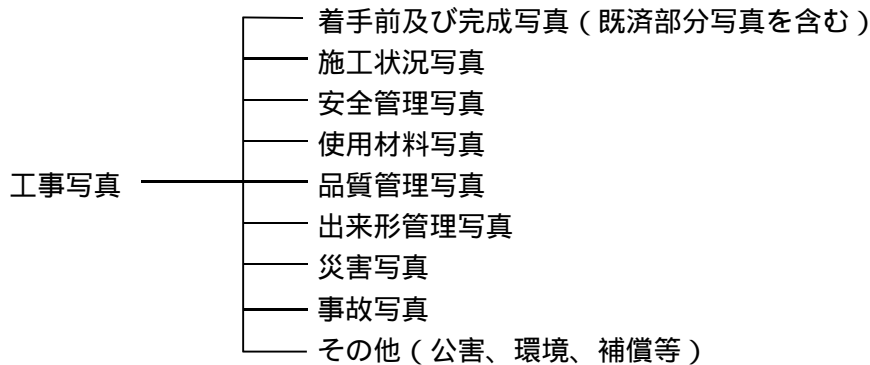 着手前及び完成写真（既済部分写真を含む）
施工状況写真
安全管理写真
使用材料写真
工事写真
品質管理写真
出来形管理写真
災害写真
事故写真
その他（公害、環境、補償等）